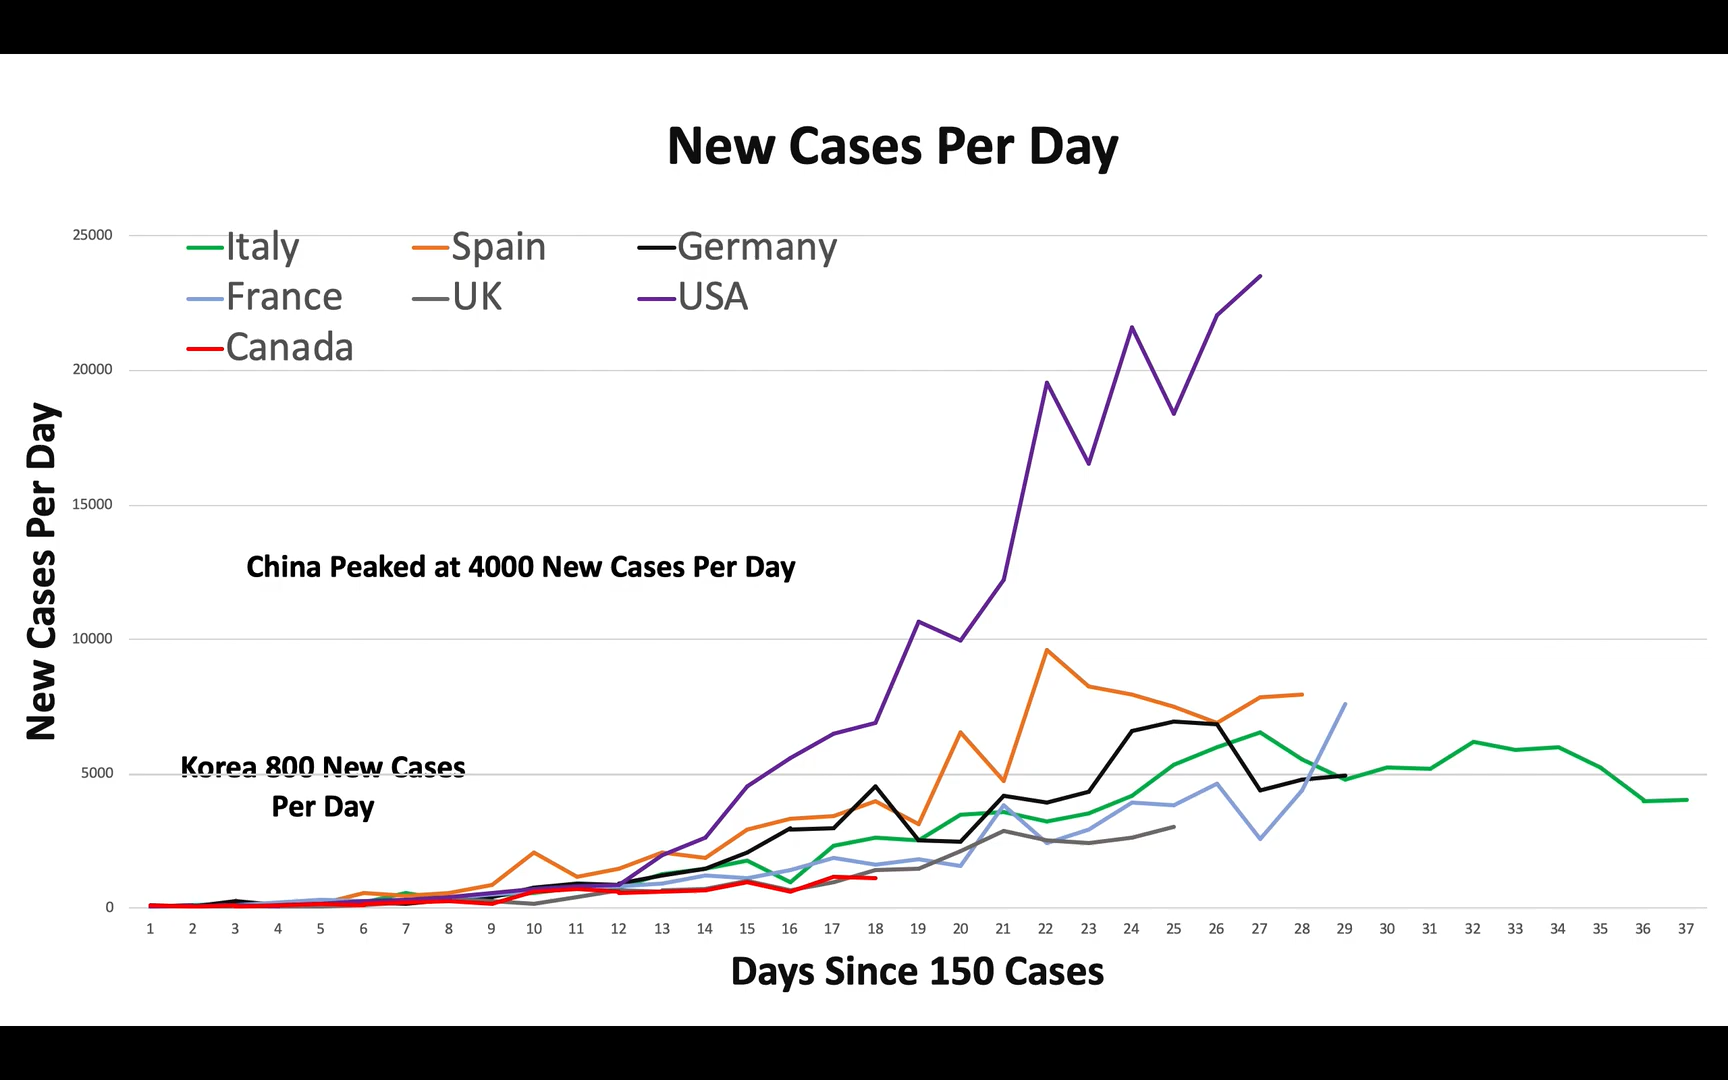 New Cases Per Day
25000
Italy Spain Germany
France UK USA
Canada
20000
15000
10000
5000
0
New Cases Per Day
China Peaked at 4000 New Cases Per Day
Korea 800 New Cases
Per Day
1 2 3 4 5 6 7 8 9 10 11 12 13 14 15 16 17 18 19 20 21 22 23 24 25 26 27 28 29 30 31 32 33 34 35 36 37
Days Since 150 Cases